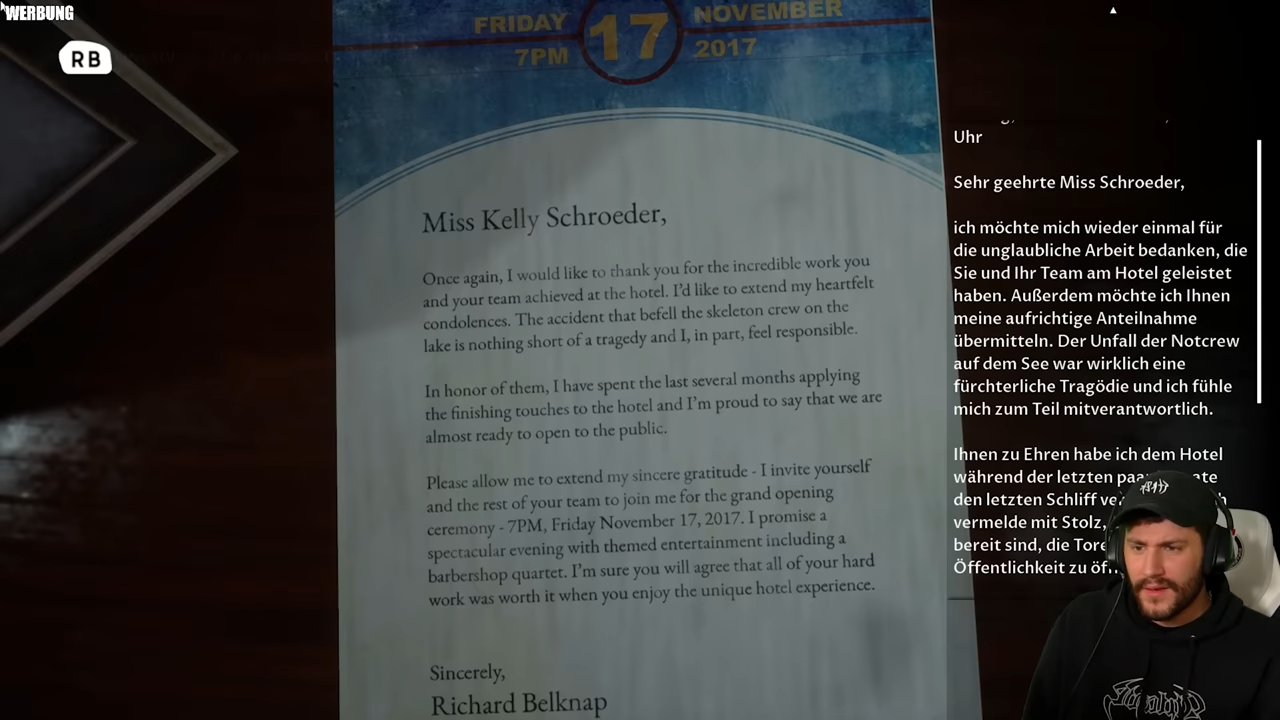 WERBUNG
RB
FRIDAY 17 NOVEMBER
7PM 2017
Miss Kelly Schroeder,
Once again, I would like to thank you for the incredible work you
and your team achieved at the hotel. I'd like to extend my heartfelt
condolences. The accident that befell the skeleton crew on the
lake is nothing short of a tragedy and I, in part, feel responsible.
In honor of them, I have spent the last several months applying
the finishing touches to the hotel and I'm proud to say that we are
almost ready to open to the public.
Please allow me to extend my sincere gratitude - I invite yourself
and the rest of your team to join me for the grand opening
ceremony - 7PM, Friday November 17, 2017. I promise a
spectacular evening with themed entertainment including a
barbershop quartet. I'm sure you will agree that all of your hard
work was worth it when you enjoy the unique hotel experience.
Sincerely,
Richard Belknap
Uhr
Sehr geehrte Miss Schroeder,
ich möchte mich wieder einmal für
die unglaubliche Arbeit bedanken, die
Sie und Ihr Team am Hotel geleistet
haben. Außerdem möchte ich Ihnen
meine aufrichtige Anteilnahme
übermitteln. Der Unfall der Notcrew
auf dem See war wirklich eine
fürchterliche Tragödie und ich fühle
mich zum Teil mitverantwortlich.
Ihnen zu Ehren habe ich dem Hotel
während der letzten
den letzten Schliff
vermelde mit Stolz,
bereit sind, die Tore
Öffentlichkeit zu